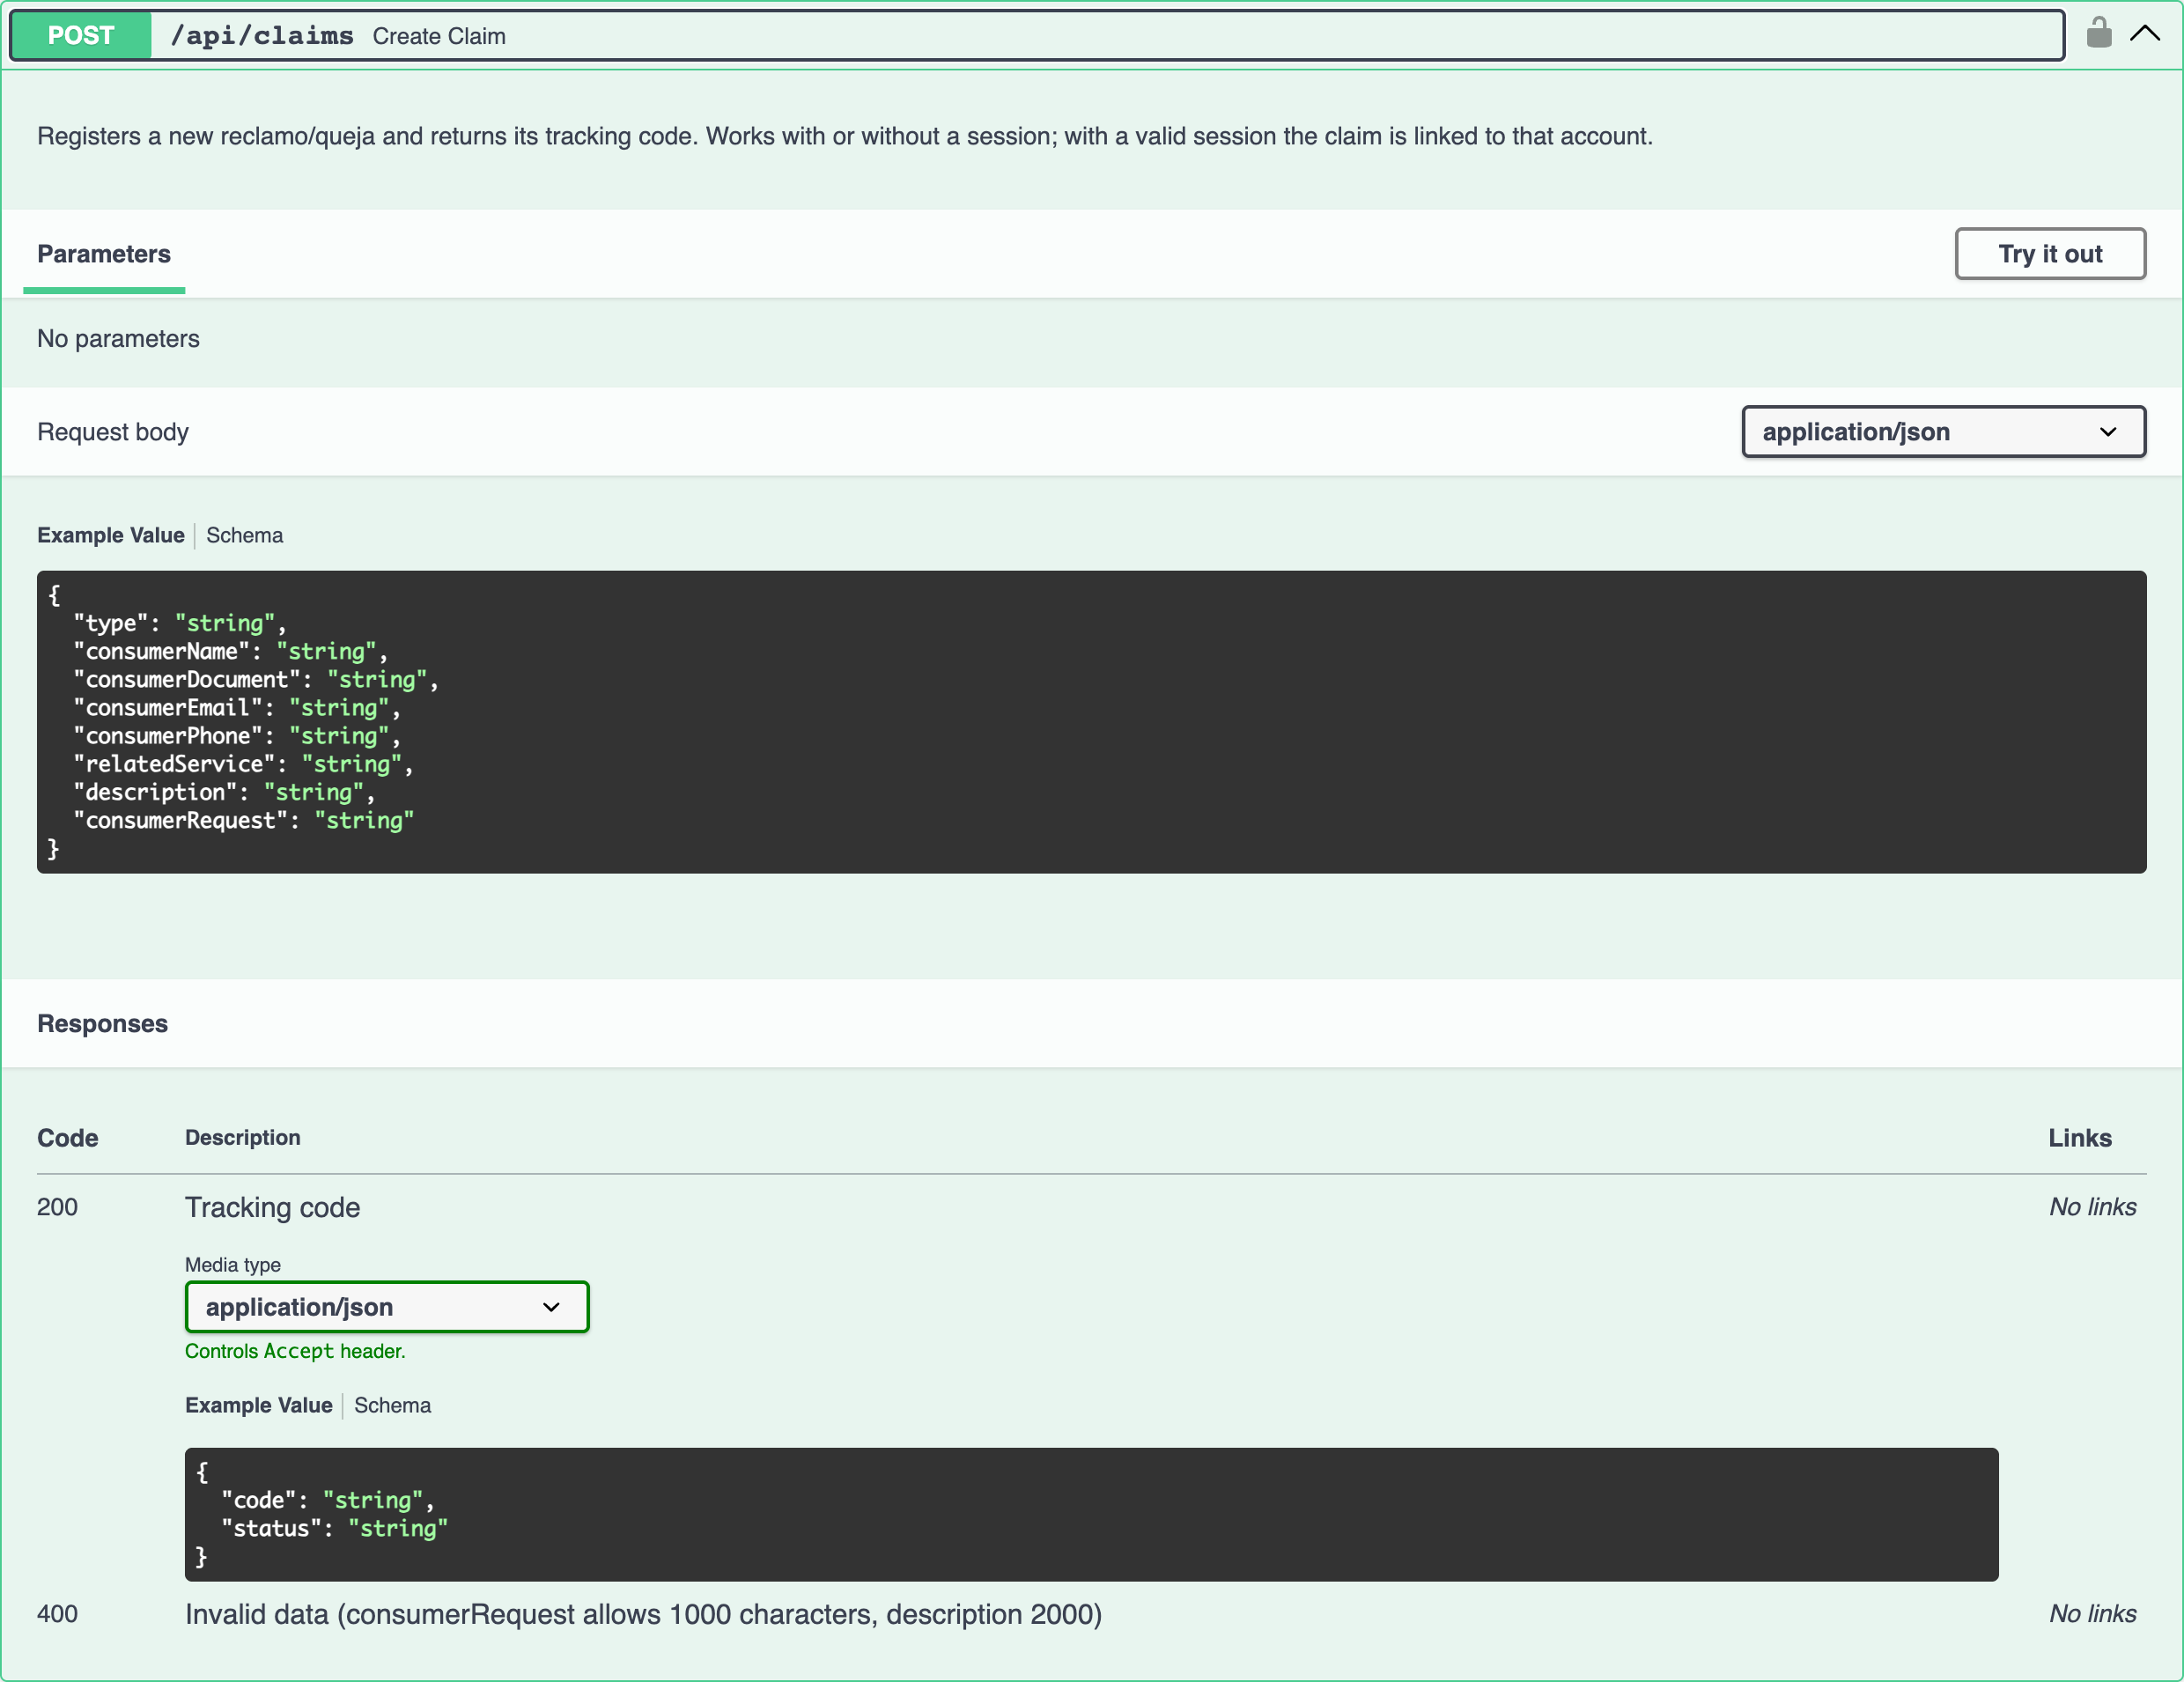 POST /api/claims Create Claim
Registers a new reclamo/queja and returns its tracking code. Works with or without a session; with a valid session the claim is linked to that account.
Parameters
Try it out
No parameters
Request body
application/json
Example Value
Schema
{
"type": "string",
"consumerName": "string",
"consumerDocument": "string",
"consumerEmail": "string",
"consumerPhone": "string",
"relatedService": "string",
"description": "string",
"consumerRequest": "string"
}
Responses
Code Description Links
200 Tracking code No links
Media type
application/json
Controls Accept header.
Example Value
Schema
{
"code": "string",
"status": "string"
}
400 Invalid data (consumerRequest allows 1000 characters, description 2000) No links